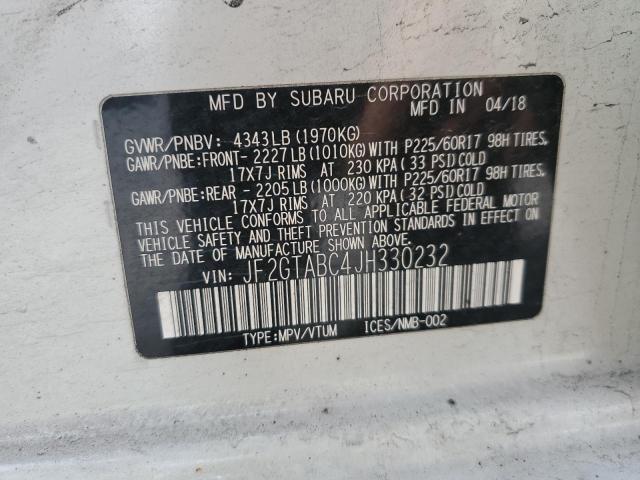 MFD BY SUBARU CORPORATION
MFD IN 04/18
GVWR/PNBV: 4343LB(1970KG)
GAWR/PNBE:FRONT- 2227LB(1010KG)WITH P225/60R17 98H TIRES,
17X7J RIMS AT 230 KPA( 33 PSI)COLD
GAWR/PNBE:REAR - 2205LB(1000KG)WITH P225/60R17 98H TIRES,
17X7J RIMS AT 220 KPA( 32 PSI)COLD
THIS VEHICLE CONFORMS TO ALL APPLICABLE FEDERAL MOTOR
VEHICLE SAFETY AND THEFT PREVENTION STANDARDS IN EFFECT ON
THE DATE OF MANUFACTURE SHOWN ABOVE.
VIN: JF2GTABC4JH330232
TYPE:MPV/VTUM ICES/NMB-002